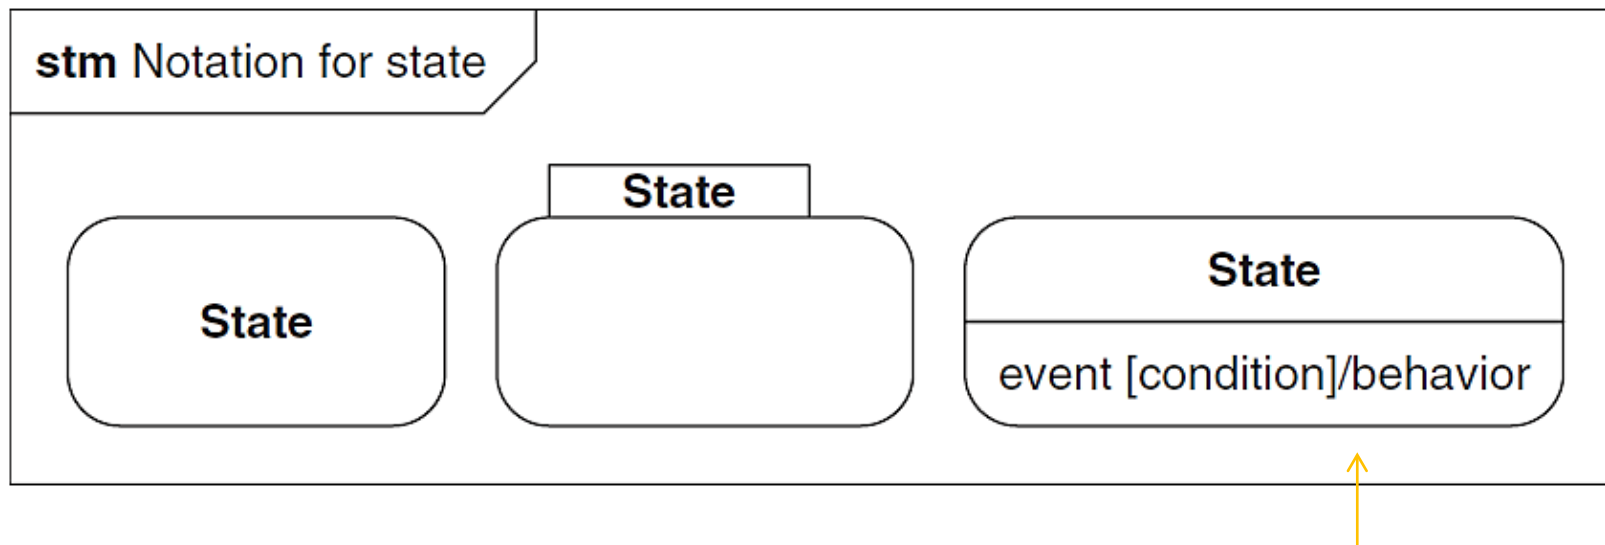 stm Notation for state
State
State
State
event [condition]/behavior